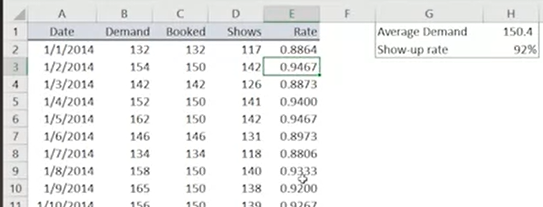 A B C D E F G H
1 Date Demand Booked Shows Rate Average Demand 150.4
2 1/1/2014 132 132 117 0.8864 Show-up rate 92%
3 1/2/2014 154 150 142 0.9467
4 1/3/2014 142 142 126 0.8873
5 1/4/2014 152 150 141 0.9400
6 1/5/2014 162 150 142 0.9467
7 1/6/2014 146 146 131 0.8973
8 1/7/2014 134 134 118 0.8806
9 1/8/2014 158 150 140 0.9333
10 1/9/2014 165 150 138 0.9200
11 1/10/2014 156 150 139 0.9267